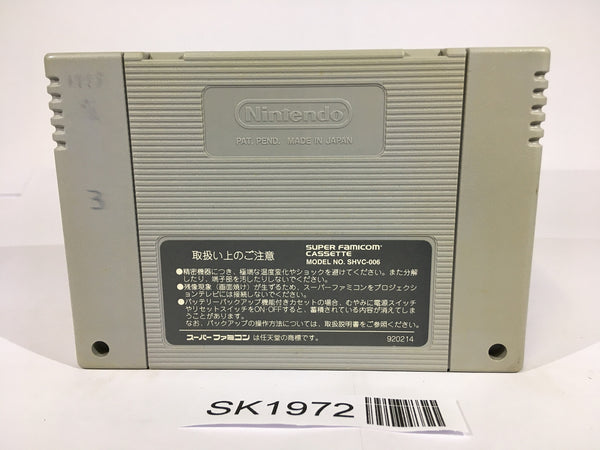 Nintendo
PAT. PEND. MADE IN JAPAN
3
取扱い上のご注意
SUPER FAMICOM
CASSETTE
MODEL NO. SHVC-006
●精密機器につき、極端な温度変化やショックを避けてください。また分解
したり、端子部を汚したりしないでください。
●残像現象(画面焼け)が生ずるため、スーパーファミコンをプロジェクシ
ョンテレビには接続しないでください。
●バッテリーバックアップ機能付きカセットの場合、むやみに電源スイッチ
やリセットスイッチをON・OFFすると、蓄積されている内容が消えてしま
うことがあります。
なお、バックアップの操作方法については、取扱説明書をご参照ください。
スーパーファミコン は任天堂の商標です。
920214
SK1972